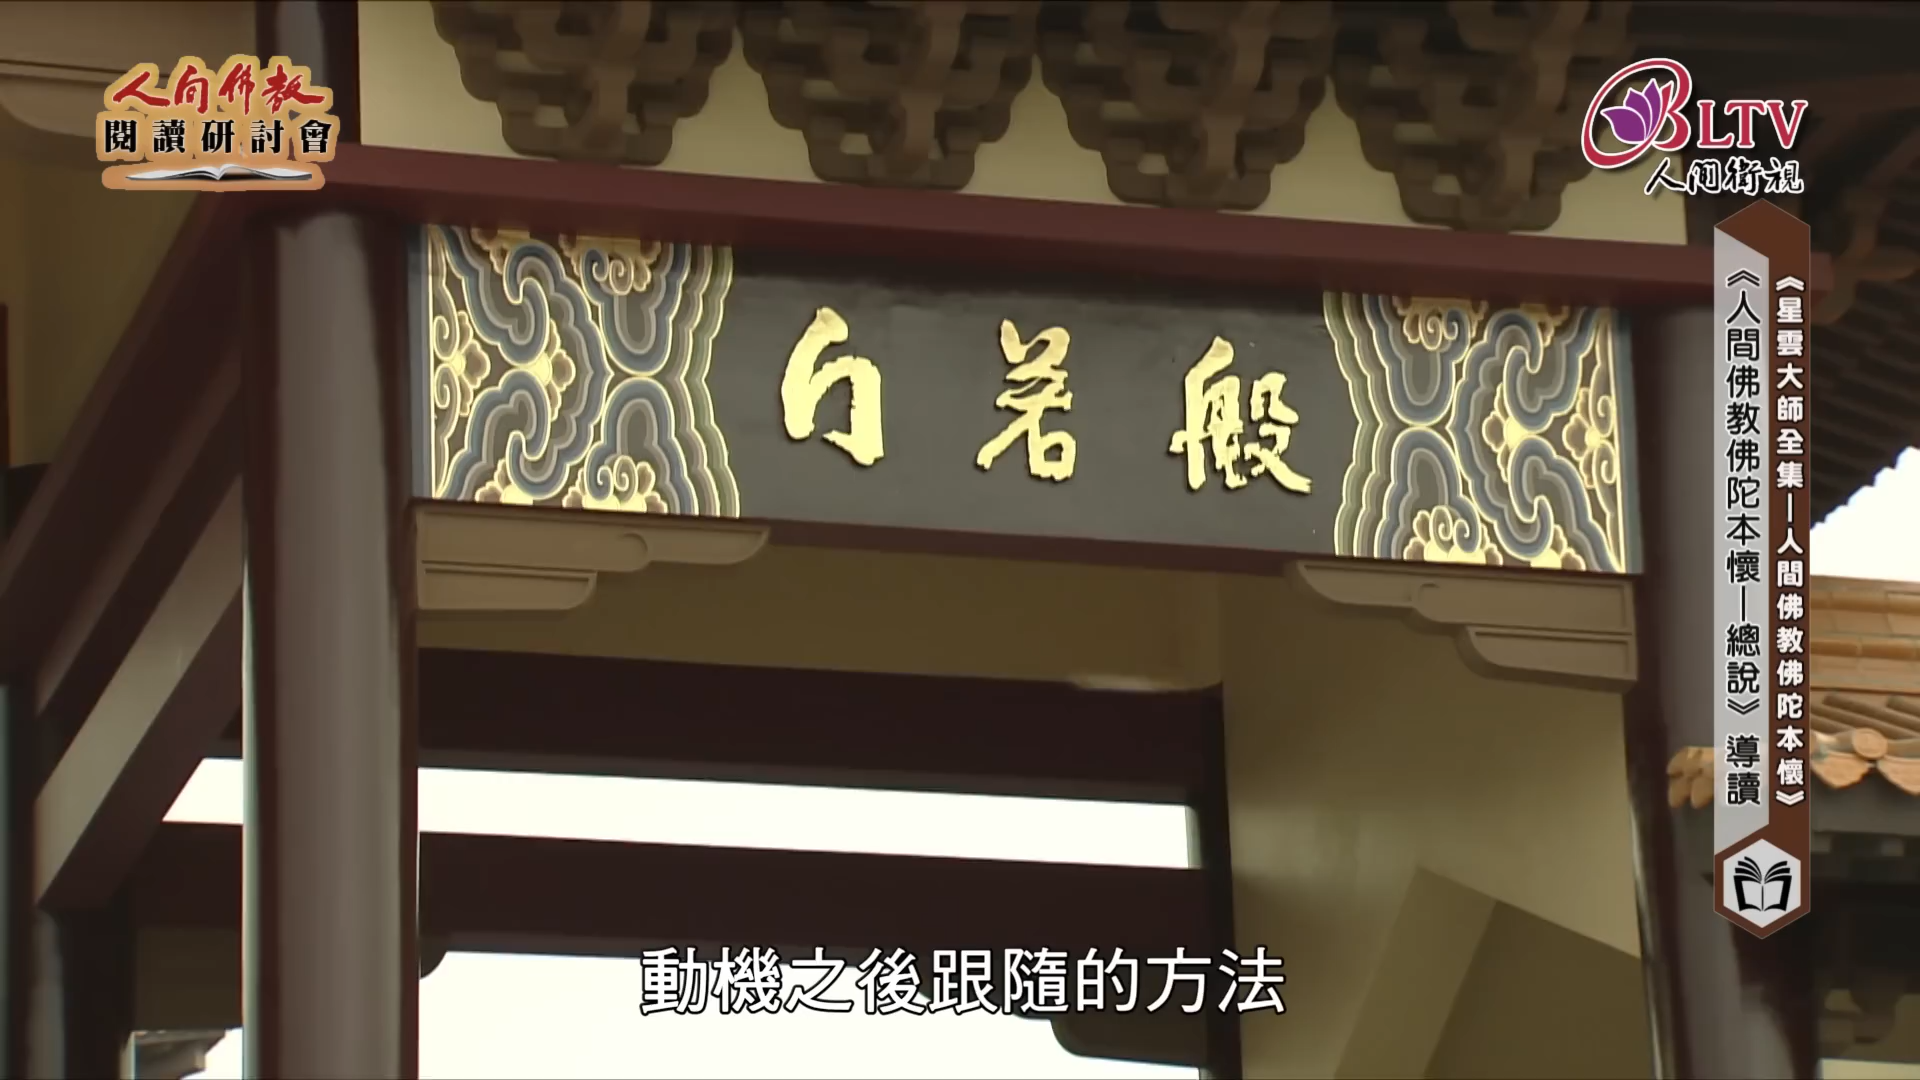 人间佛教
閱讀研討會
BLTV
人間衛視
《星雲大師全集—人間佛教佛陀本懷》
《人間佛教佛陀本懷—總說》導讀
般若門
動機之後跟隨的方法